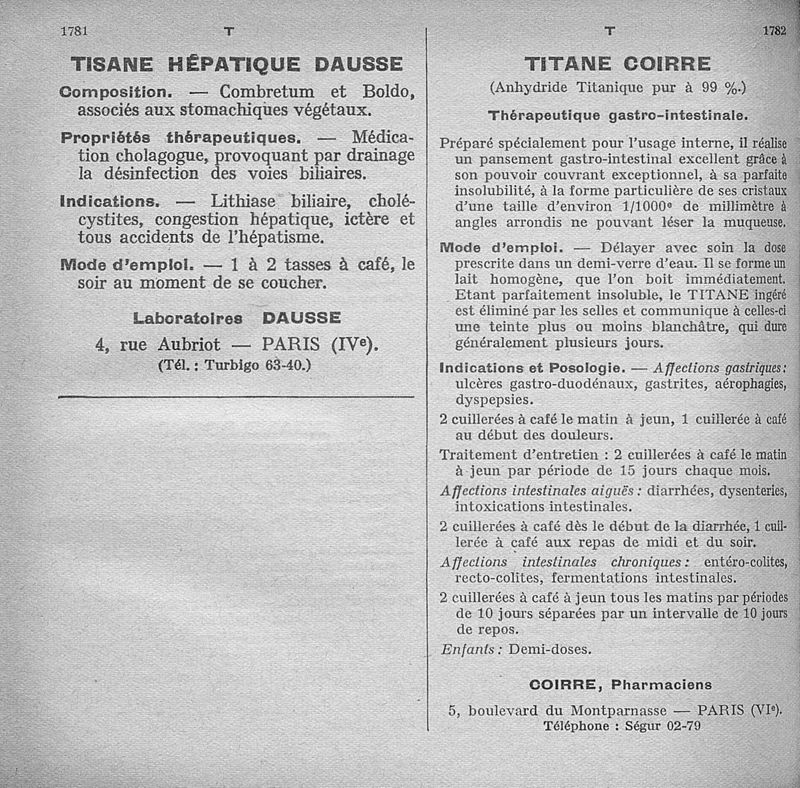 1781 T
TISANE HÉPATIQUE DAUSSE
Composition. — Combretum et Boldo,
associés aux stomachiques végétaux.
Propriétés thérapeutiques. — Médica-
tion cholagogue, provoquant par drainage
la désinfection des voies biliaires.
Indications. — Lithiase biliaire, cholé-
cystites, congestion hépatique, ictère et
tous accidents de l'hépatisme.
Mode d'emploi. — 1 à 2 tasses à café, le
soir au moment de se coucher.
Laboratoires DAUSSE
4, rue Aubriot — PARIS (IVe).
(Tél. : Turbigo 63-40.)
T 1782
TITANE COIRRE
(Anhydride Titanique pur à 99 %.)
Thérapeutique gastro-intestinale.
Préparé spécialement pour l'usage interne, il réalise
un pansement gastro-intestinal excellent grâce à
son pouvoir couvrant exceptionnel, à sa parfaite
insolubilité, à la forme particulière de ses cristaux
d'une taille d'environ 1/1000e de millimètre à
angles arrondis ne pouvant léser la muqueuse.
Mode d'emploi. — Délayer avec soin la dose
prescrite dans un demi-verre d'eau. Il se forme un
lait homogène, que l'on boit immédiatement.
Etant parfaitement insoluble, le TITANE ingéré
est éliminé par les selles et communique à celles-ci
une teinte plus ou moins blanchâtre, qui dure
généralement plusieurs jours.
Indications et Posologie. — Affections gastriques :
ulcères gastro-duodénaux, gastrites, aérophagies,
dyspepsies.
2 cuillerées à café le matin à jeun, 1 cuillerée à café
au début des douleurs.
Traitement d'entretien : 2 cuillerées à café le matin
à jeun par période de 15 jours chaque mois.
Affections intestinales aiguës : diarrhées, dysenteries,
intoxications intestinales.
2 cuillerées à café dès le début de la diarrhée, 1 cuil-
lerée à café aux repas de midi et du soir.
Affections intestinales chroniques : entéro-colites,
recto-colites, fermentations intestinales.
2 cuillerées à café à jeun tous les matins par périodes
de 10 jours séparées par un intervalle de 10 jours
de repos.
Enfants : Demi-doses.
COIRRE, Pharmaciens
5, boulevard du Montparnasse — PARIS (VIe).
Téléphone : Ségur 02-79